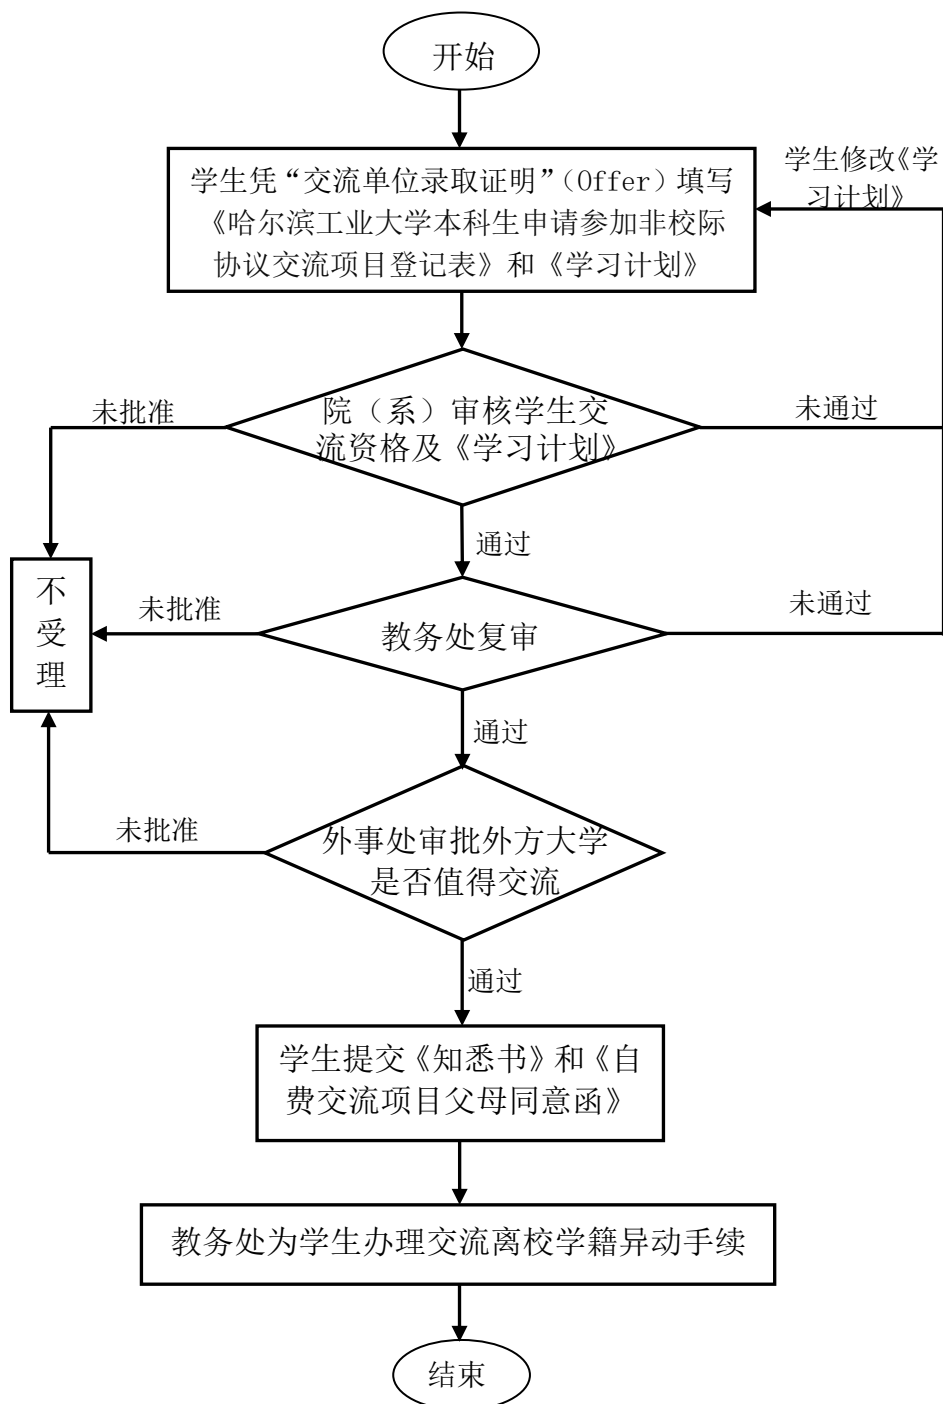 开始
学生修改《学
习计划》
学生凭“交流单位录取证明”（Offer）填写
《哈尔滨工业大学本科生申请参加非校际
协议交流项目登记表》和《学习计划》
未批准
院（系）审核学生交
流资格及《学习计划》
未通过
通过
不
受
理
未批准
教务处复审
未通过
通过
未批准
外事处审批外方大学
是否值得交流
通过
学生提交《知悉书》和《自
费交流项目父母同意函》
教务处为学生办理交流离校学籍异动手续
结束